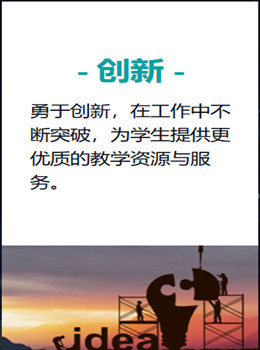 - 创新 -
勇于创新，在工作中不
断突破，为学生提供更
优质的教学资源与服
务。
idea